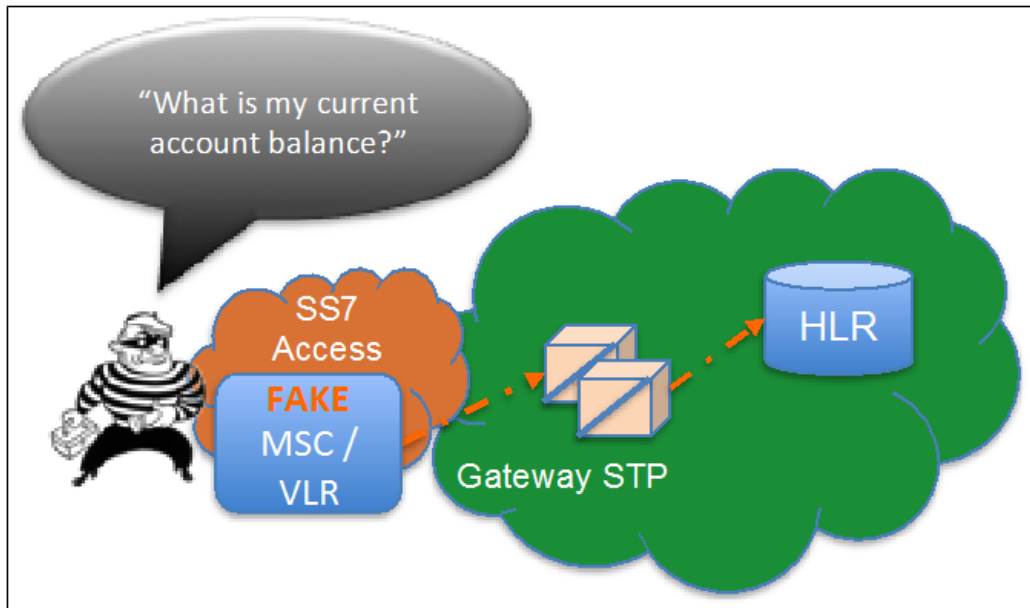 “What is my current
account balance?”
SS7
Access
FAKE
MSC /
VLR
Gateway STP
HLR